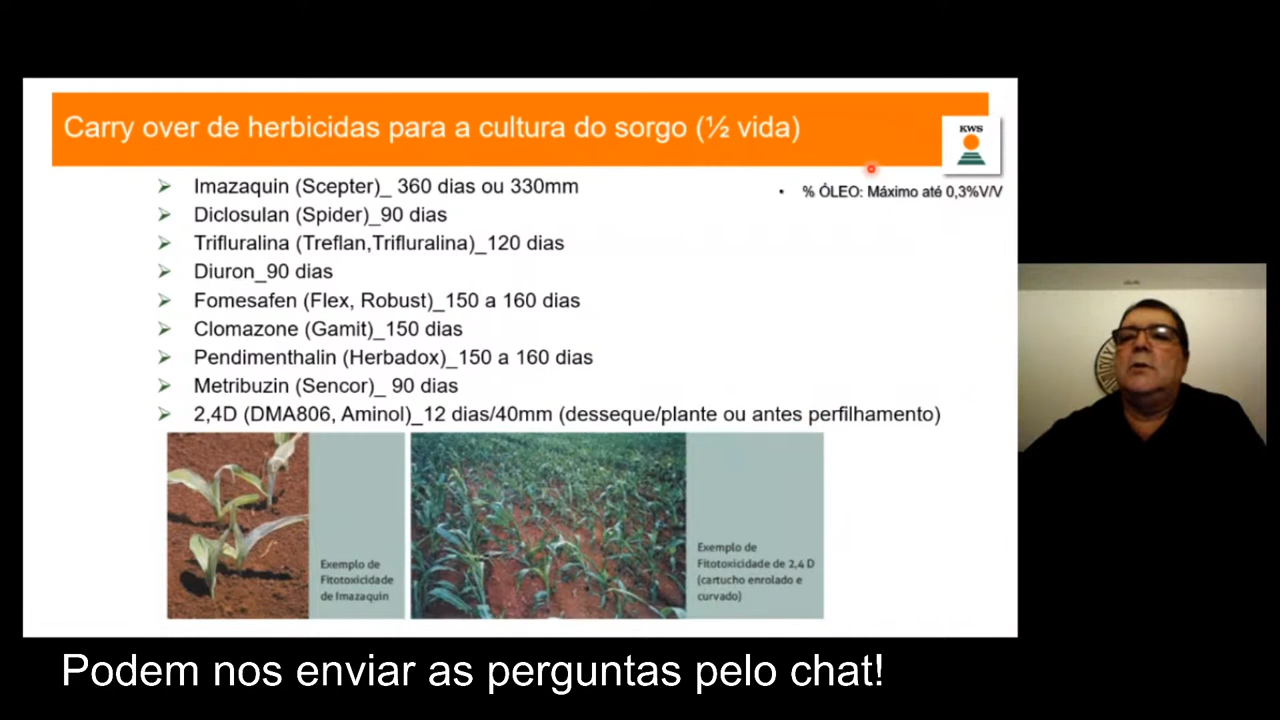 Carry over de herbicidas para a cultura do sorgo (½ vida)
KWS
Imazaquin (Scepter)_ 360 dias ou 330mm
• % ÓLEO: Máximo até 0,3%V/V
Diclosulan (Spider)_90 dias
Trifluralina (Treflan,Trifluralina)_120 dias
Diuron_90 dias
Fomesafen (Flex, Robust)_150 a 160 dias
Clomazone (Gamit)_150 dias
Pendimenthalin (Herbadox)_150 a 160 dias
Metribuzin (Sencor)_ 90 dias
2,4D (DMA806, Aminol)_12 dias/40mm (desseque/plante ou antes perfilhamento)
Exemplo de
Fitotoxicidade
de Imazaquin
Exemplo de
Fitotoxicidade de 2,4 D
(cartucho enrolado e
curvado)
Podem nos enviar as perguntas pelo chat!